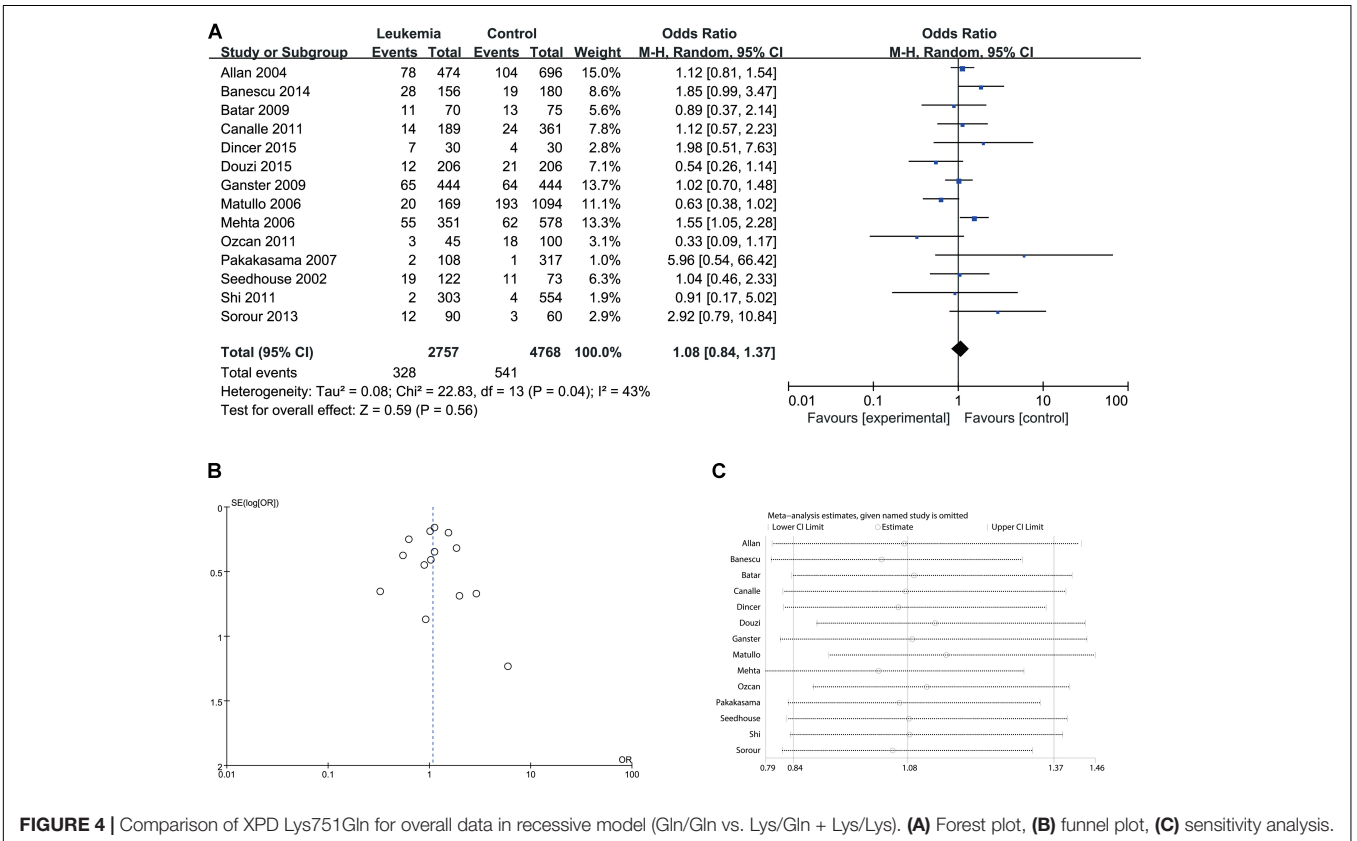 A
Leukemia Control Odds Ratio Odds Ratio
Study or Subgroup Events Total Events Total Weight M-H, Random, 95% CI M-H, Random, 95% CI
Allan 2004 78 474 104 696 15.0% 1.12 [0.81, 1.54]
Banescu 2014 28 156 19 180 8.6% 1.85 [0.99, 3.47]
Batar 2009 11 70 13 75 5.6% 0.89 [0.37, 2.14]
Canalle 2011 14 189 24 361 7.8% 1.12 [0.57, 2.23]
Dincer 2015 7 30 4 30 2.8% 1.98 [0.51, 7.63]
Douzi 2015 12 206 21 206 7.1% 0.54 [0.26, 1.14]
Ganster 2009 65 444 64 444 13.7% 1.02 [0.70, 1.48]
Matullo 2006 20 169 193 1094 11.1% 0.63 [0.38, 1.02]
Mehta 2006 55 351 62 578 13.3% 1.55 [1.05, 2.28]
Ozcan 2011 3 45 18 100 3.1% 0.33 [0.09, 1.17]
Pakakasama 2007 2 108 1 317 1.0% 5.96 [0.54, 66.42]
Seedhouse 2002 19 122 11 73 6.3% 1.04 [0.46, 2.33]
Shi 2011 2 303 4 554 1.9% 0.91 [0.17, 5.02]
Sorour 2013 12 90 3 60 2.9% 2.92 [0.79, 10.84]
Total (95% CI) 2757 4768 100.0% 1.08 [0.84, 1.37]
Total events 328 541
Heterogeneity: Tau² = 0.08; Chi² = 22.83, df = 13 (P = 0.04); I² = 43%
Test for overall effect: Z = 0.59 (P = 0.56)
0.01 0.1 1 10 100
Favours [experimental] Favours [control]
B
SE(log[OR])
0
0.5
1
1.5
2
OR
0.01 0.1 1 10 100
C
Meta−analysis estimates, given named study is omitted
Lower CI Limit Estimate Upper CI Limit
Allan
Banescu
Batar
Canalle
Dincer
Douzi
Ganster
Matullo
Mehta
Ozcan
Pakakasama
Seedhouse
Shi
Sorour
0.79 0.84 1.08 1.37 1.46
FIGURE 4 | Comparison of XPD Lys751Gln for overall data in recessive model (Gln/Gln vs. Lys/Gln + Lys/Lys). (A) Forest plot, (B) funnel plot, (C) sensitivity analysis.